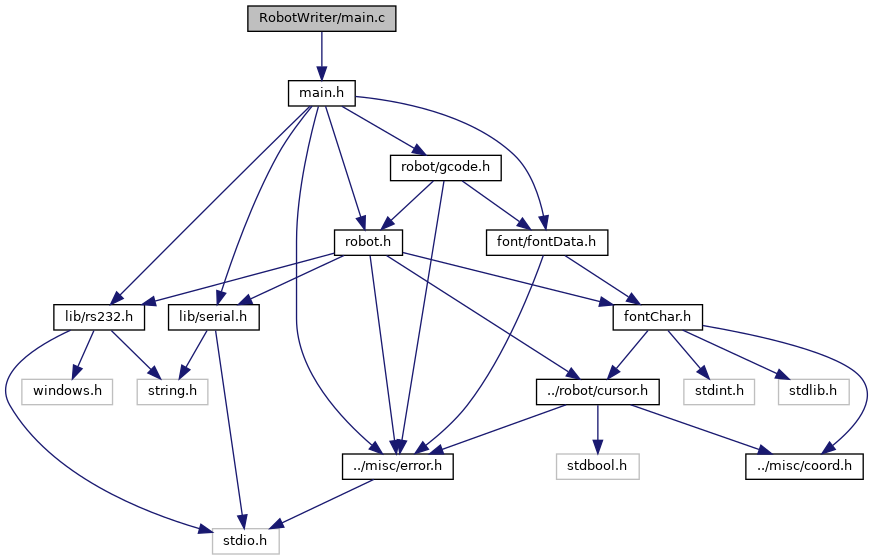 RobotWriter/main.c
main.h
robot/gcode.h
robot.h
font/fontData.h
lib/rs232.h
lib/serial.h
fontChar.h
windows.h
string.h
../robot/cursor.h
stdint.h
stdlib.h
../misc/error.h
stdbool.h
../misc/coord.h
stdio.h